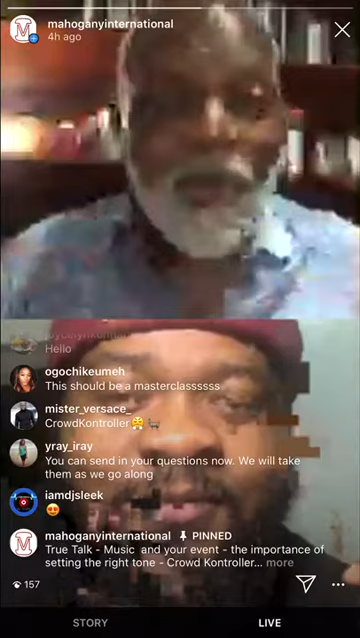 mahoganyinternational
4h ago
Hello
ogochikeumeh
This should be a masterclassssss
mister_versace_
CrowdKontroller😤🐐
yray_iray
You can send in your questions now. We will take
them as we go along
iamdjsleek
😍
mahoganyinternational 📌 PINNED
True Talk - Music and your event - the importance of
setting the right tone - Crowd Kontroller... more
157
STORY LIVE